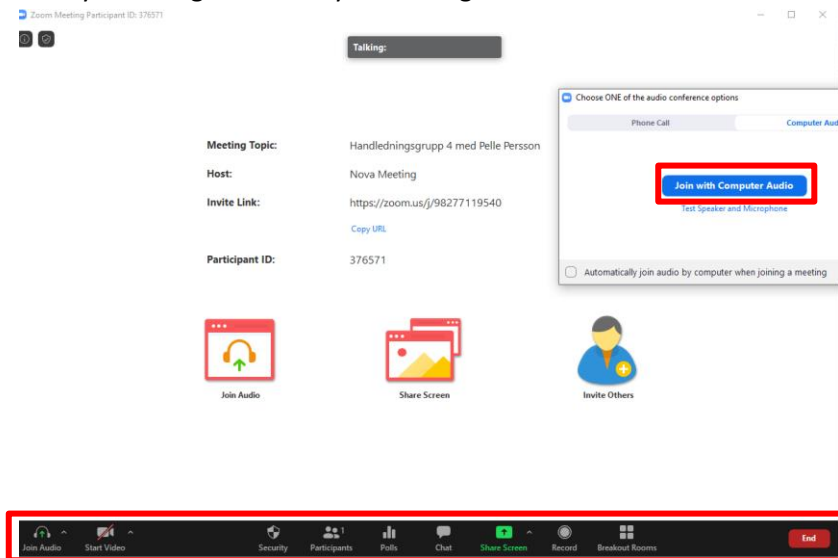 Zoom Meeting Participant ID: 376571
Talking:
Choose ONE of the audio conference options
Phone Call
Computer Aud
Join with Computer Audio
Test Speaker and Microphone
Automatically join audio by computer when joining a meeting
Meeting Topic: Handledningsgrupp 4 med Pelle Persson
Host: Nova Meeting
Invite Link: https://zoom.us/j/98277119540
Copy URL
Participant ID: 376571
Join Audio
Share Screen
Invite Others
Join Audio
Start Video
Security
Participants
1
Polls
Chat
Share Screen
Record
Breakout Rooms
End